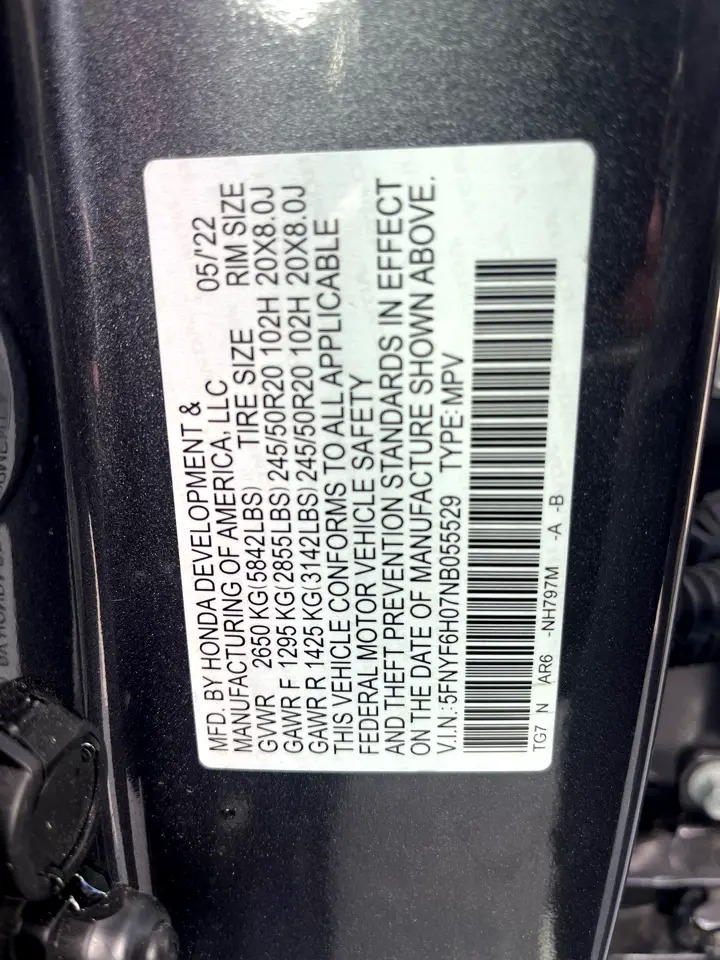 MFD. BY HONDA DEVELOPMENT &
MANUFACTURING OF AMERICA, LLC 05/'22
GVWR 2650 KG(5842LBS) TIRE SIZE RIM SIZE
GAWR F 1295 KG(2855LBS) 245/50R20 102H 20X8.0J
GAWR R 1425 KG(3142LBS) 245/50R20 102H 20X8.0J
THIS VEHICLE CONFORMS TO ALL APPLICABLE
FEDERAL MOTOR VEHICLE SAFETY
AND THEFT PREVENTION STANDARDS IN EFFECT
ON THE DATE OF MANUFACTURE SHOWN ABOVE.
V.I.N.:5FNYF6H07NB055529 TYPE:MPV
TG7 N AR6 -NH797M -A -B